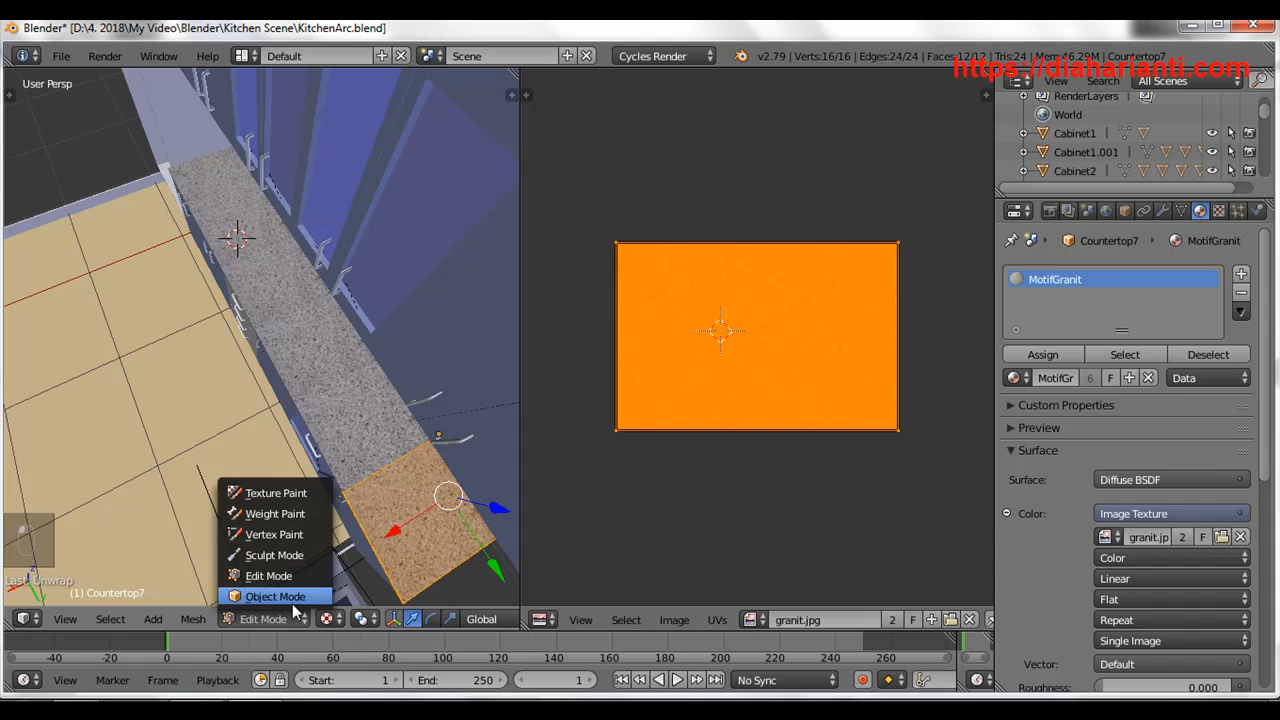 Blender* [D:\4. 2018\My Video\Blender\Kitchen Scene\KitchenArc.blend]
File Render Window Help Default Scene Cycles Render v2.79 | Verts:16/16 | Edges:24/24 | Faces:12/12 | Tris:24 | Mem:46.29M | Countertop7
https://diaharianti.com
View Search All Scenes
User Persp
RenderLayers
World
Cabinet1
Cabinet1.001
Cabinet2
Countertop7 MotifGranit
MotifGranit
Assign Select Deselect
MotifGr 6 F Data
Custom Properties
Preview
Surface
Surface: Diffuse BSDF
Color: Image Texture
granit.jp 2 F
Color
Linear
Flat
Repeat
Single Image
Vector: Default
Roughness: 0.000
Texture Paint
Weight Paint
Vertex Paint
Sculpt Mode
Edit Mode
Object Mode
Last: Unwrap
(1) Countertop7
View Select Add Mesh Edit Mode Global
View Select Image UVs granit.jpg 2 F
-40 -20 0 20 40 60 80 100 120 140 160 180 200 220 240 260
View Marker Frame Playback Start: 1 End: 250 1 No Sync